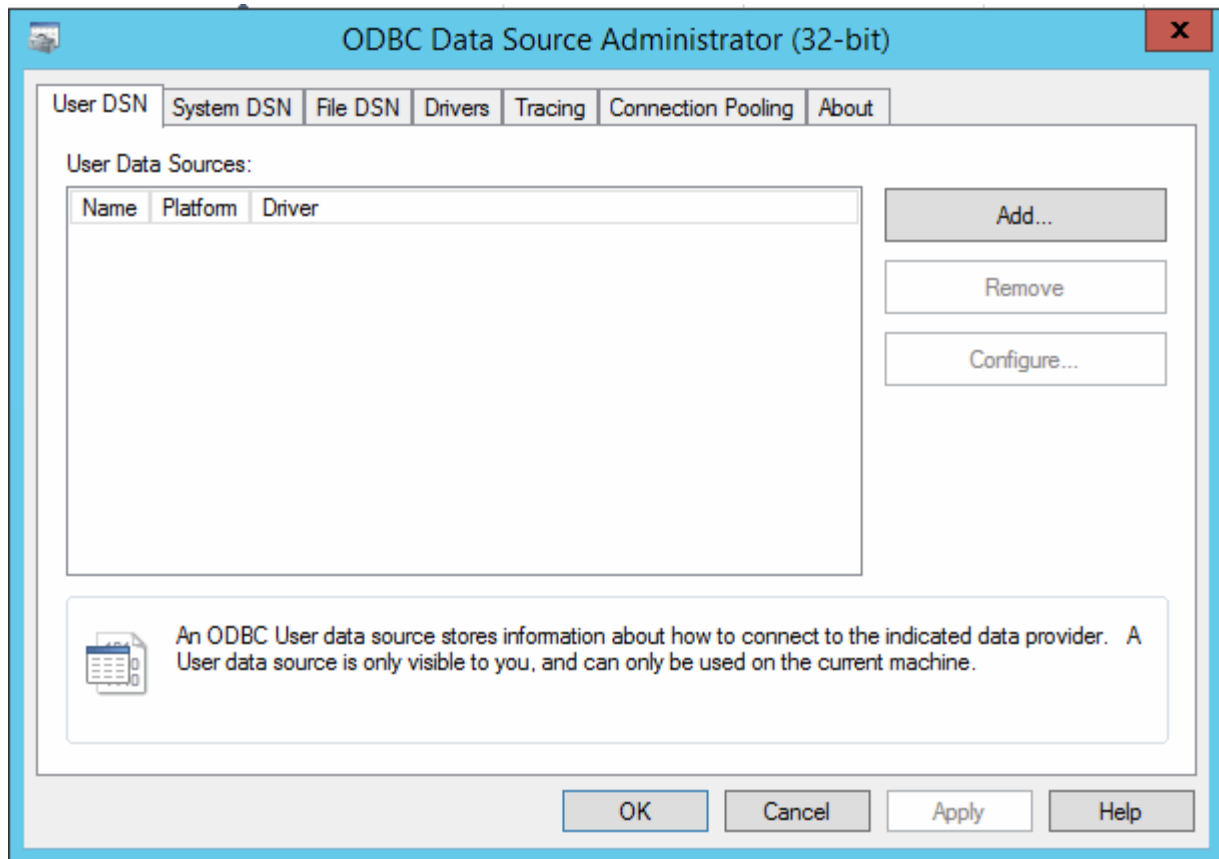 ODBC Data Source Administrator (32-bit)
x
User DSN System DSN File DSN Drivers Tracing Connection Pooling About
User Data Sources:
Name Platform Driver
Add...
Remove
Configure...
An ODBC User data source stores information about how to connect to the indicated data provider. A
User data source is only visible to you, and can only be used on the current machine.
OK Cancel Apply Help